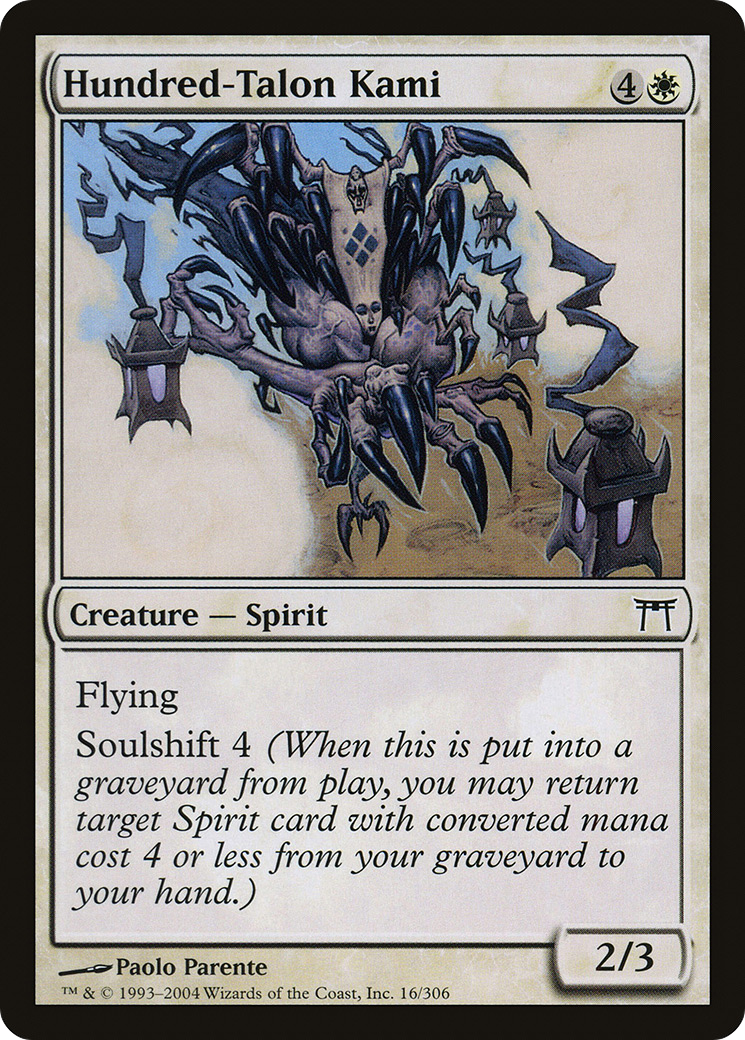 Hundred-Talon Kami 4
Creature — Spirit
Flying
Soulshift 4 (When this is put into a
graveyard from play, you may return
target Spirit card with converted mana
cost 4 or less from your graveyard to
your hand.)
2/3
Paolo Parente
™ & © 1993–2004 Wizards of the Coast, Inc. 16/306